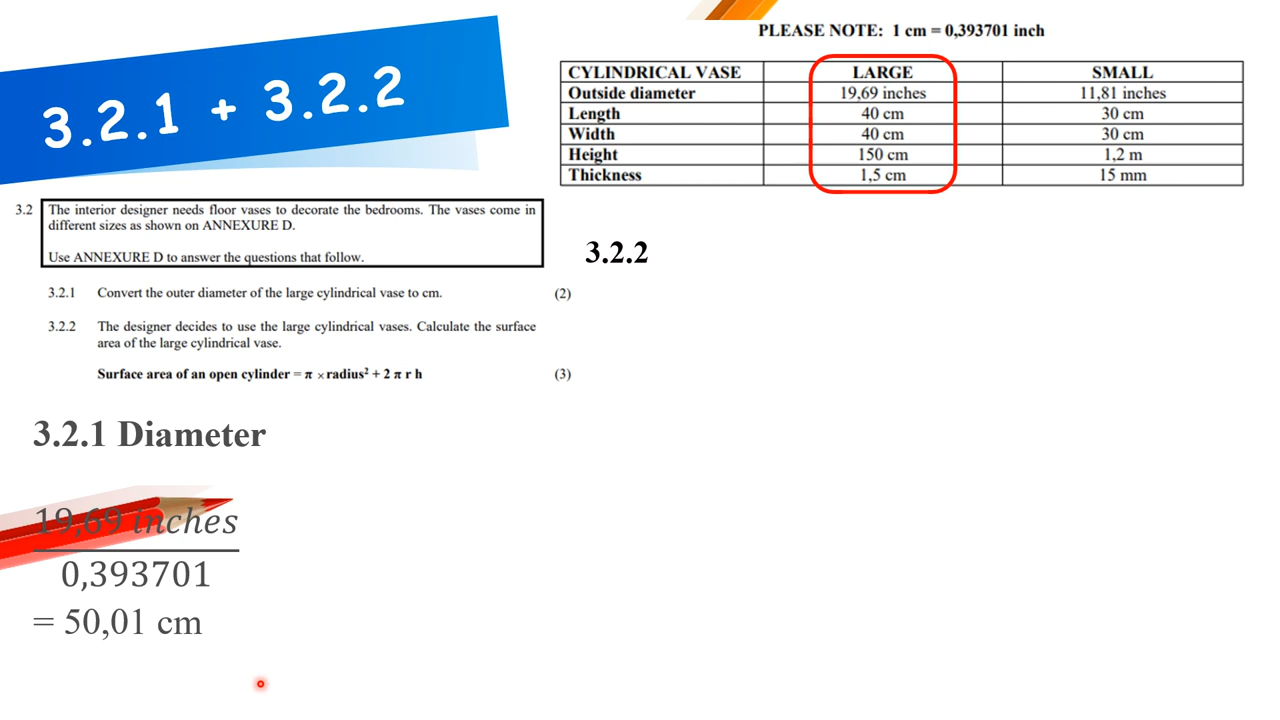 3.2.1 + 3.2.2
PLEASE NOTE: 1 cm = 0,393701 inch
CYLINDRICAL VASE LARGE SMALL
Outside diameter 19,69 inches 11,81 inches
Length 40 cm 30 cm
Width 40 cm 30 cm
Height 150 cm 1,2 m
Thickness 1,5 cm 15 mm
3.2 The interior designer needs floor vases to decorate the bedrooms. The vases come in
different sizes as shown on ANNEXURE D.
Use ANNEXURE D to answer the questions that follow.
3.2.1 Convert the outer diameter of the large cylindrical vase to cm. (2)
3.2.2 The designer decides to use the large cylindrical vases. Calculate the surface
area of the large cylindrical vase.
Surface area of an open cylinder = π × radius² + 2 π r h (3)
3.2.1 Diameter
19,69 inches
0,393701
= 50,01 cm
3.2.2